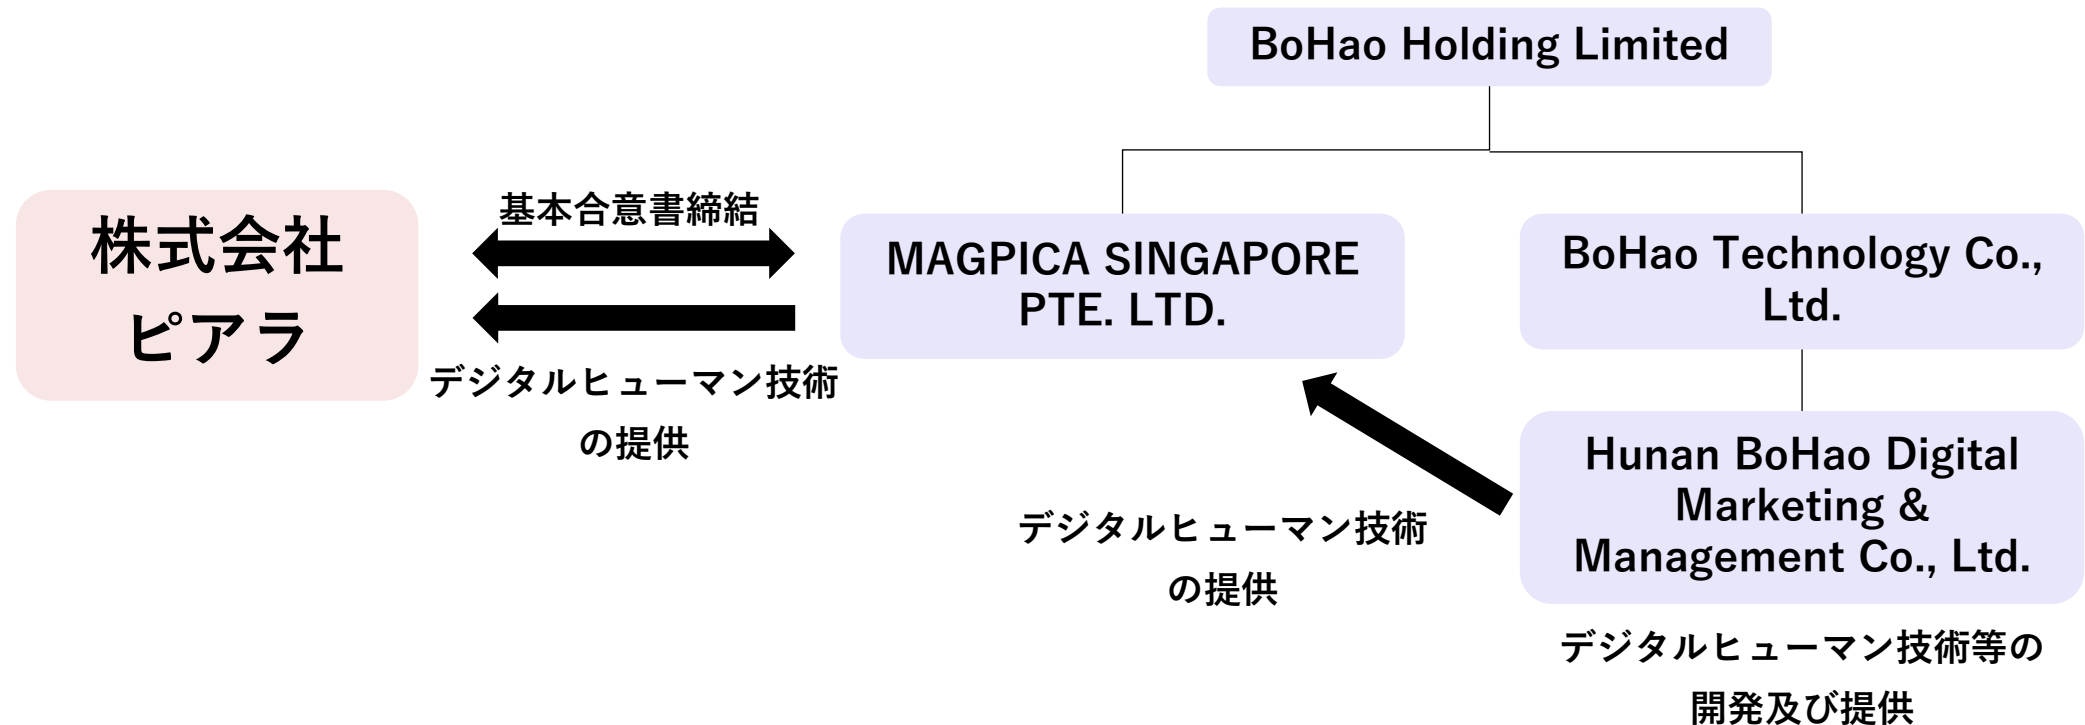 BoHao Holding Limited
株式会社
ピアラ
基本合意書締結
デジタルヒューマン技術
の提供
MAGPICA SINGAPORE
PTE. LTD.
BoHao Technology Co.,
Ltd.
デジタルヒューマン技術
の提供
Hunan BoHao Digital
Marketing &
Management Co., Ltd.
デジタルヒューマン技術等の
開発及び提供